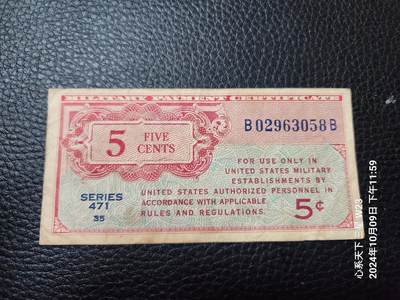 MILITARY PAYMENT CERTIFICATE
5 FIVE CENTS
B02963058B
SERIES
471
35
FOR USE ONLY IN
UNITED STATES MILITARY
ESTABLISHMENTS BY
UNITED STATES AUTHORIZED PERSONNEL IN
ACCORDANCE WITH APPLICABLE
RULES AND REGULATIONS.
5¢
2024年10月09日 下午11:59